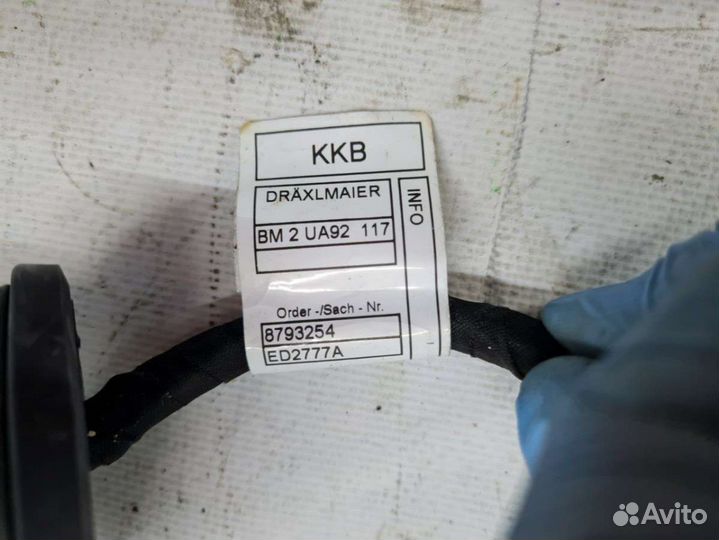 KKB
DRÄXLMAIER
BM 2 UA92 117
INFO
Order -/Sach - Nr.
8793254
ED2777A
Avito